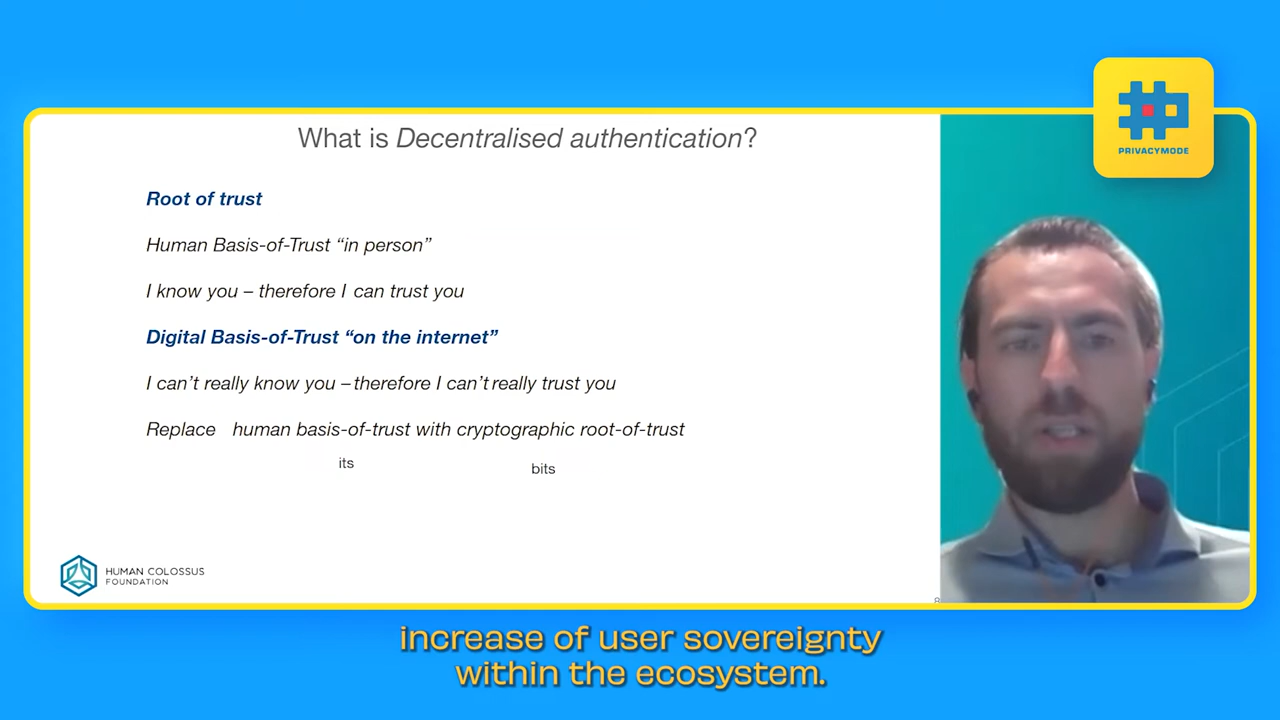 PRIVACYMODE
What is Decentralised authentication?
Root of trust
Human Basis-of-Trust “in person”
I know you – therefore I can trust you
Digital Basis-of-Trust “on the internet”
I can’t really know you – therefore I can’t really trust you
Replace human basis-of-trust with cryptographic root-of-trust
its
bits
HUMAN COLOSSUS
FOUNDATION
8
increase of user sovereignty
within the ecosystem.